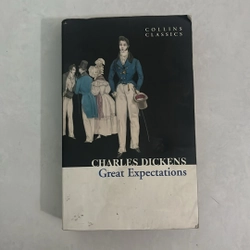 COLLINS
CLASSICS
CHARLES DICKENS
Great Expectations